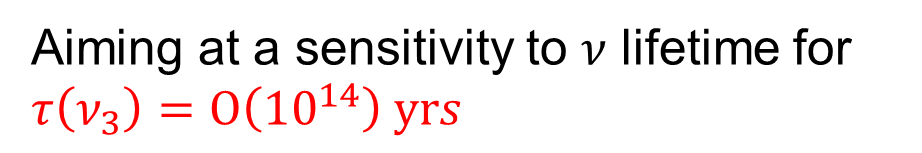 Aiming at a sensitivity to ν lifetime for
τ(ν₃) = O(10¹⁴) yrs